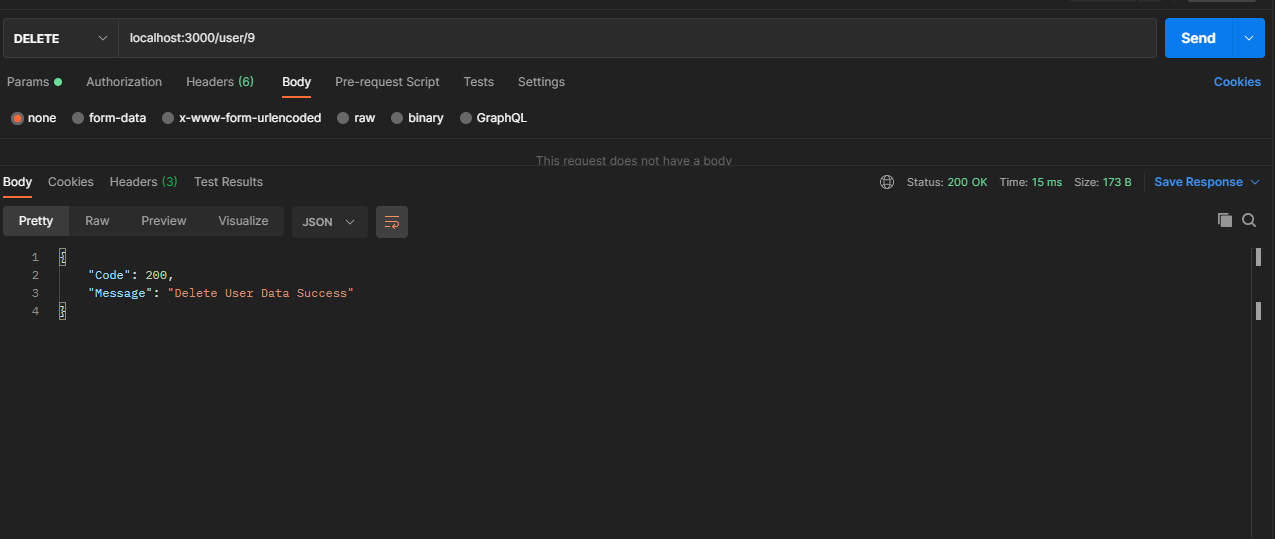 DELETE localhost:3000/user/9 Send
Params Authorization Headers (6) Body Pre-request Script Tests Settings Cookies
none form-data x-www-form-urlencoded raw binary GraphQL
This request does not have a body
Body Cookies Headers (3) Test Results Status: 200 OK Time: 15 ms Size: 173 B Save Response
Pretty Raw Preview Visualize JSON
1 {
2 "Code": 200,
3 "Message": "Delete User Data Success"
4 }